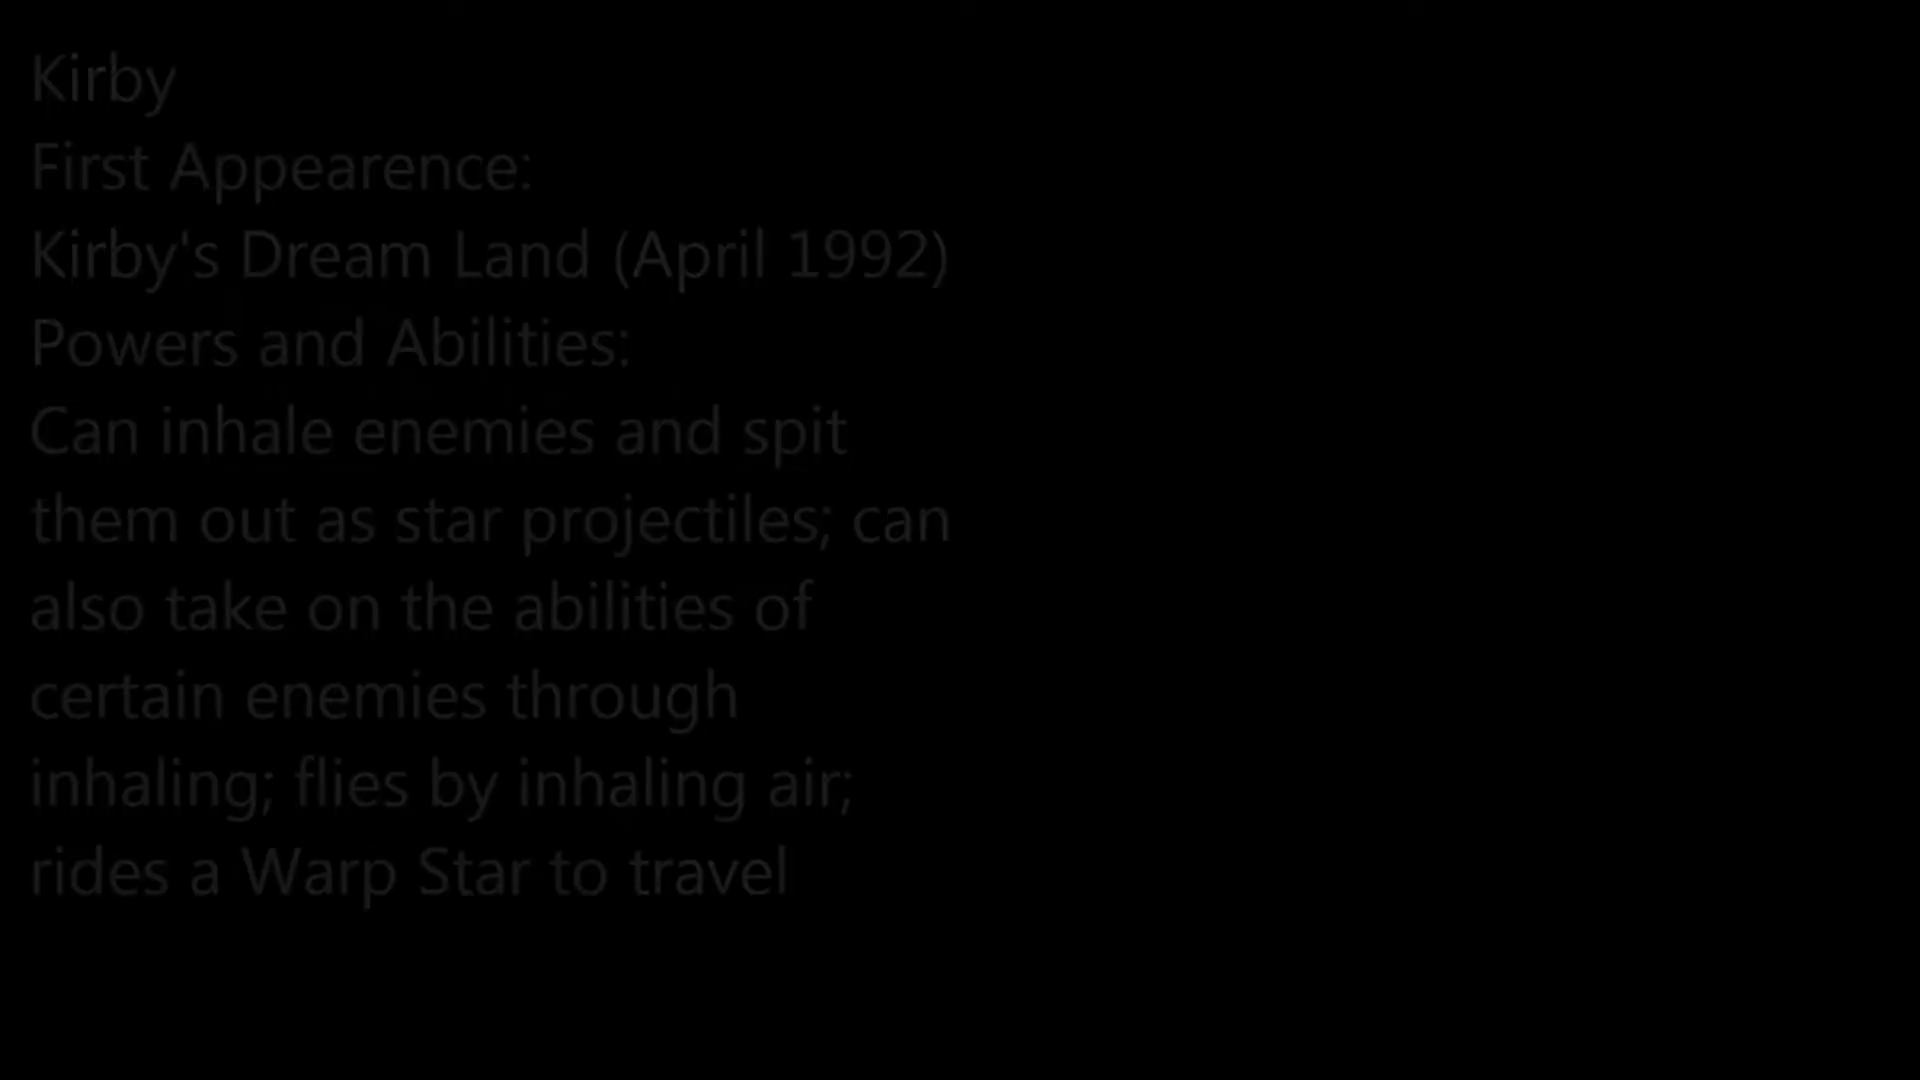 Kirby
First Appearence:
Kirby's Dream Land (April 1992)
Powers and Abilities:
Can inhale enemies and spit
them out as star projectiles; can
also take on the abilities of
certain enemies through
inhaling; flies by inhaling air;
rides a Warp Star to travel